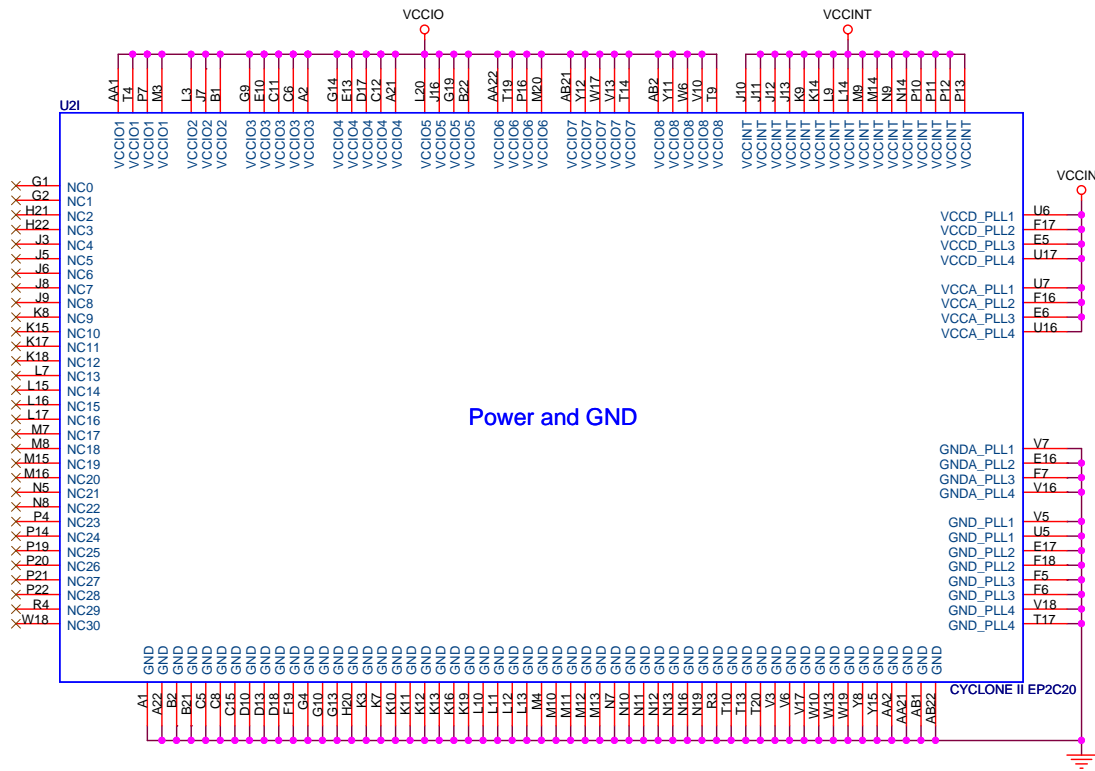 VCCIO VCCINT
AA1 T4 P7 M3 L3 J7 B1 G9 E10 C11 C6 A2 G14 E13 D17 C12 A21 L20 J16 G19 B22 AA22 T19 P16 M20 AB21 Y12 W17 V13 T14 AB2 Y11 W6 V10 T9 J10 J11 J12 J13 K9 K14 L9 L14 M9 M14 N9 N14 P10 P11 P12 P13
U2I
VCCIO1 VCCIO1 VCCIO1 VCCIO1 VCCIO2 VCCIO2 VCCIO2 VCCIO3 VCCIO3 VCCIO3 VCCIO3 VCCIO3 VCCIO4 VCCIO4 VCCIO4 VCCIO4 VCCIO4 VCCIO5 VCCIO5 VCCIO5 VCCIO5 VCCIO6 VCCIO6 VCCIO6 VCCIO6 VCCIO7 VCCIO7 VCCIO7 VCCIO7 VCCIO7 VCCIO8 VCCIO8 VCCIO8 VCCIO8 VCCIO8 VCCINT VCCINT VCCINT VCCINT VCCINT VCCINT VCCINT VCCINT VCCINT VCCINT VCCINT VCCINT VCCINT VCCINT VCCINT VCCINT
G1 NC0
G2 NC1
H21 NC2
H22 NC3
J3 NC4
J5 NC5
J6 NC6
J8 NC7
J9 NC8
K8 NC9
K15 NC10
K17 NC11
K18 NC12
L7 NC13
L15 NC14
L16 NC15
L17 NC16
M7 NC17
M8 NC18
M15 NC19
M16 NC20
N5 NC21
N8 NC22
P4 NC23
P14 NC24
P19 NC25
P20 NC26
P21 NC27
P22 NC28
R4 NC29
W18 NC30
Power and GND
VCCIN
VCCD_PLL1 U6
VCCD_PLL2 F17
VCCD_PLL3 E5
VCCD_PLL4 U17
VCCA_PLL1 U7
VCCA_PLL2 F16
VCCA_PLL3 E6
VCCA_PLL4 U16
GNDA_PLL1 V7
GNDA_PLL2 E16
GNDA_PLL3 F7
GNDA_PLL4 V16
GND_PLL1 V5
GND_PLL1 U5
GND_PLL2 E17
GND_PLL2 F18
GND_PLL3 F5
GND_PLL3 F6
GND_PLL4 V18
GND_PLL4 T17
GND GND GND GND GND GND GND GND GND GND GND GND GND GND GND GND GND GND GND GND GND GND GND GND GND GND GND GND GND GND GND GND GND GND GND GND GND GND GND GND GND GND GND GND GND GND GND GND GND GND GND GND GND GND GND
CYCLONE II EP2C20
A1 A22 B2 B21 C5 C8 C15 D10 D13 D18 F19 G4 G10 G13 H20 K3 K7 K10 K11 K12 K13 K16 K19 L10 L11 L12 L13 M4 M10 M11 M12 M13 N7 N10 N11 N12 N13 N16 N19 R3 T10 T13 T20 V3 V6 V17 W10 W13 W19 Y8 Y15 AA2 AA21 AB1 AB22